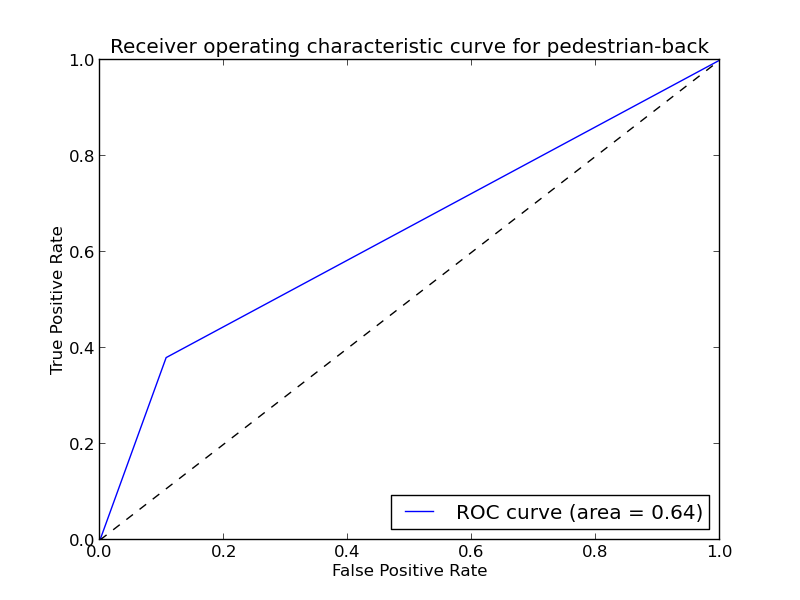 Receiver operating characteristic curve for pedestrian-back
1.0
0.8
0.6
0.4
0.2
0.0
True Positive Rate
ROC curve (area = 0.64)
0.0 0.2 0.4 0.6 0.8 1.0
False Positive Rate